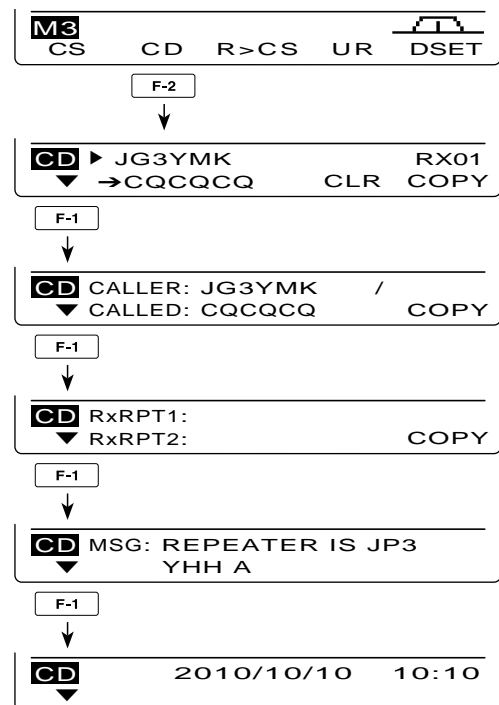 M3
CS CD R>CS UR DSET
F-2
CD ▶ JG3YMK RX01
▼ →CQCQCQ CLR COPY
F-1
CD CALLER: JG3YMK /
▼ CALLED: CQCQCQ COPY
F-1
CD RxRPT1:
▼ RxRPT2: COPY
F-1
CD MSG: REPEATER IS JP3
▼ YHH A
F-1
CD 2010/10/10 10:10
▼